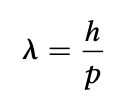 λ = h/p